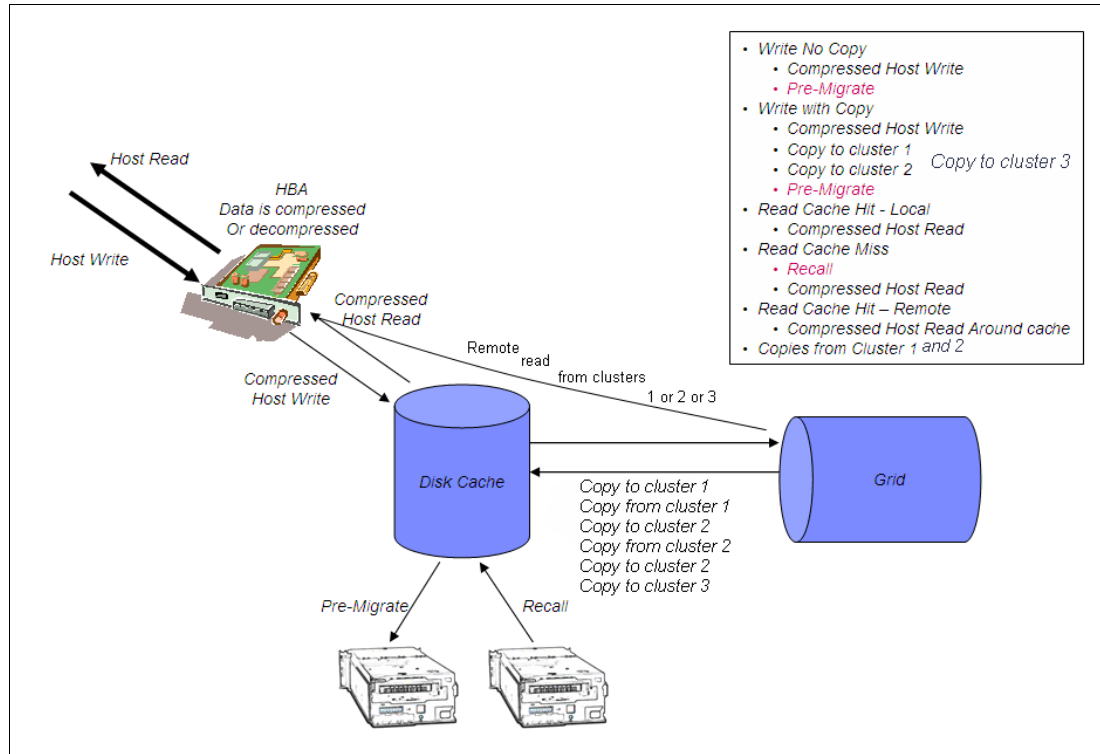 • Write No Copy
• Compressed Host Write
• Pre-Migrate
• Write with Copy
• Compressed Host Write
• Copy to cluster 1
• Copy to cluster 2
Copy to cluster 3
• Pre-Migrate
• Read Cache Hit - Local
• Compressed Host Read
• Read Cache Miss
• Recall
• Compressed Host Read
• Read Cache Hit – Remote
• Compressed Host Read Around cache
• Copies from Cluster 1 and 2
Host Read
HBA
Data is compressed
Or decompressed
Host Write
Compressed
Host Read
Compressed
Host Write
Remote
read
from clusters
1 or 2 or 3
Disk Cache
Grid
Copy to cluster 1
Copy from cluster 1
Copy to cluster 2
Copy from cluster 2
Copy to cluster 2
Copy to cluster 3
Pre-Migrate
Recall